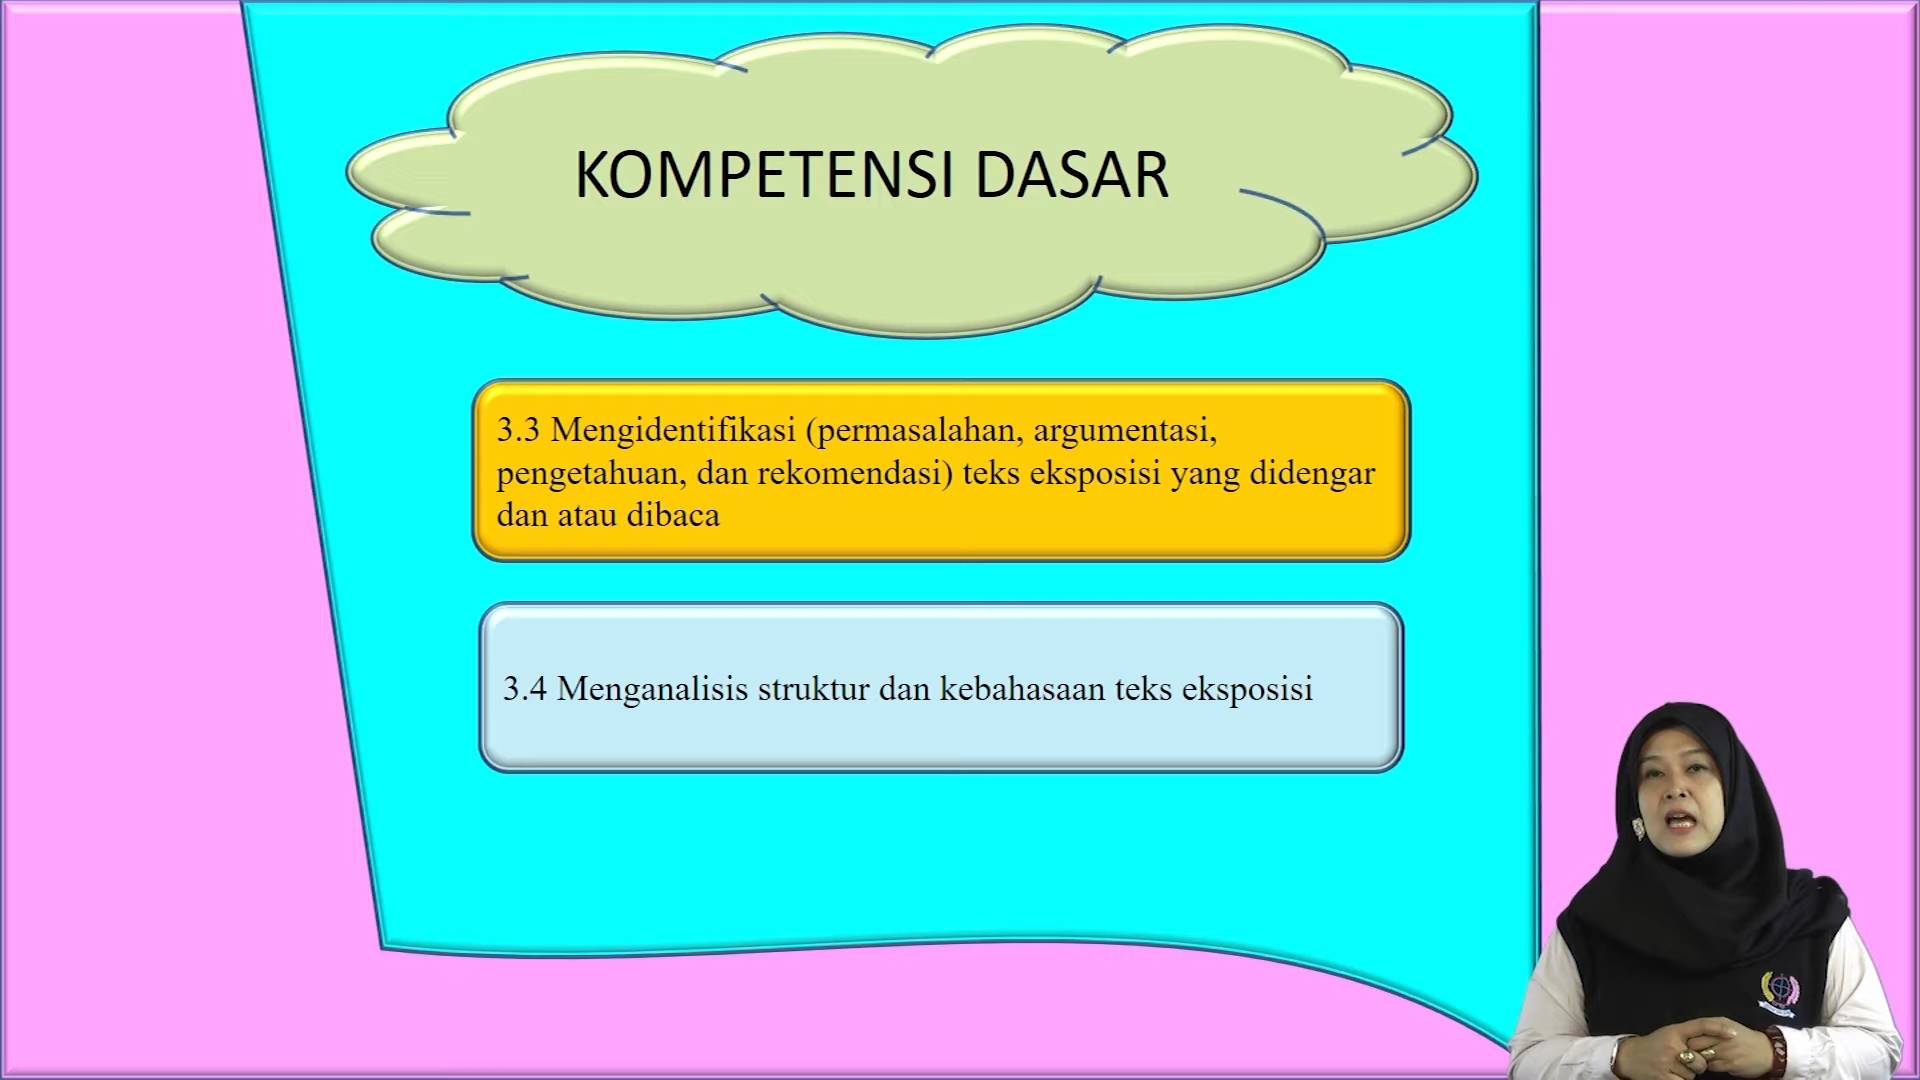 KOMPETENSI DASAR
3.3 Mengidentifikasi (permasalahan, argumentasi,
pengetahuan, dan rekomendasi) teks eksposisi yang didengar
dan atau dibaca
3.4 Menganalisis struktur dan kebahasaan teks eksposisi